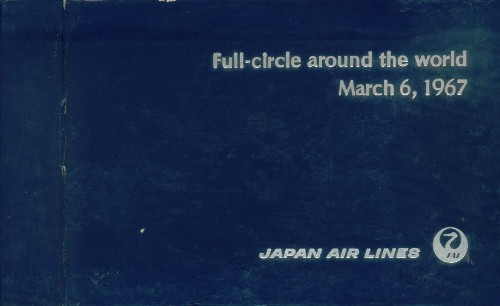 Full-circle around the world
March 6, 1967
JAPAN AIR LINES
JAL